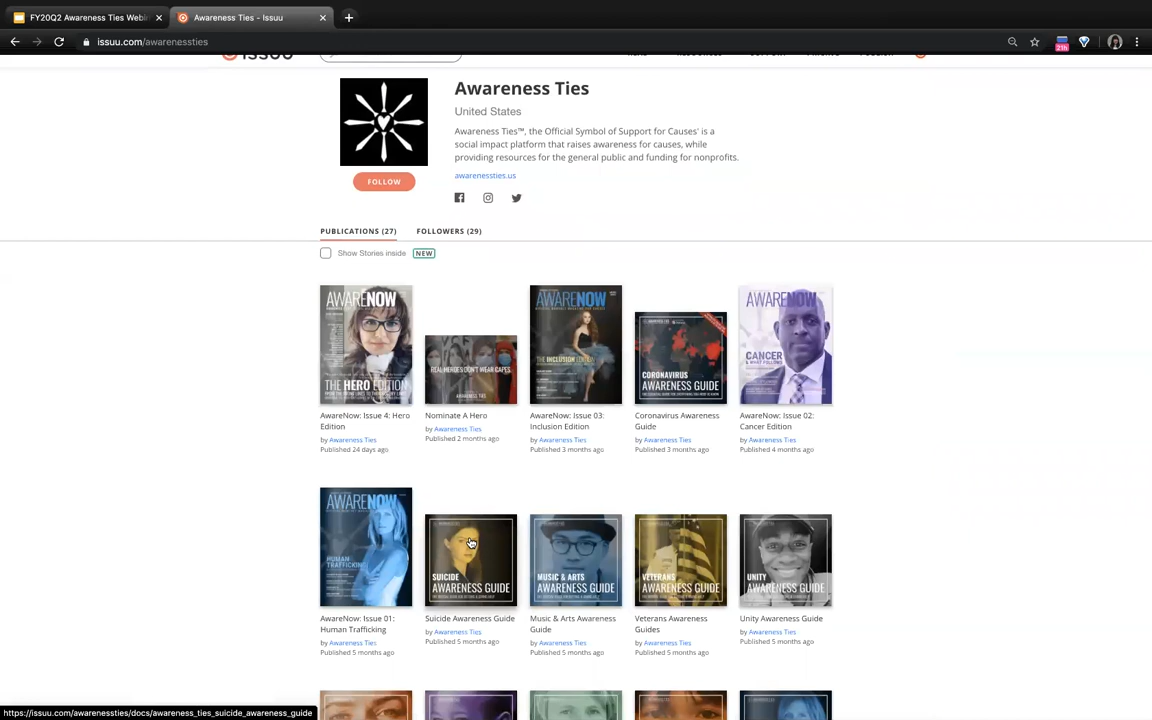 FY20Q2 Awareness Ties Webin
Awareness Ties - Issuu
issuu.com/awarenessties
21h
issuu
Awareness Ties
United States
Awareness Ties™, the Official Symbol of Support for Causes' is a
social impact platform that raises awareness for causes, while
providing resources for the general public and funding for nonprofits.
FOLLOW
awarenessties.us
PUBLICATIONS (27) FOLLOWERS (29)
Show Stories inside NEW
AWARENOW
THE HERO EDITION
REAL HEROES DON'T WEAR CAPES
AWARENESS TIES
AWARENOW
THE INCLUSION EDITION
CORONAVIRUS
AWARENESS GUIDE
AWARENOW
CANCER
AwareNow: Issue 4: Hero
Edition
by Awareness Ties
Published 24 days ago
Nominate A Hero
by Awareness Ties
Published 2 months ago
AwareNow: Issue 03:
Inclusion Edition
by Awareness Ties
Published 3 months ago
Coronavirus Awareness
Guide
by Awareness Ties
Published 3 months ago
AwareNow: Issue 02:
Cancer Edition
by Awareness Ties
Published 4 months ago
AWARENOW
HUMAN
TRAFFICKING
SUICIDE
AWARENESS GUIDE
MUSIC & ARTS
AWARENESS GUIDE
VETERANS
AWARENESS GUIDE
UNITY
AWARENESS GUIDE
AwareNow: Issue 01:
Human Trafficking
by Awareness Ties
Published 5 months ago
Suicide Awareness Guide
by Awareness Ties
Published 5 months ago
Music & Arts Awareness
Guide
by Awareness Ties
Published 5 months ago
Veterans Awareness
Guides
by Awareness Ties
Published 5 months ago
Unity Awareness Guide
by Awareness Ties
Published 5 months ago
https://issuu.com/awarenessties/docs/awareness_ties_suicide_awareness_guide